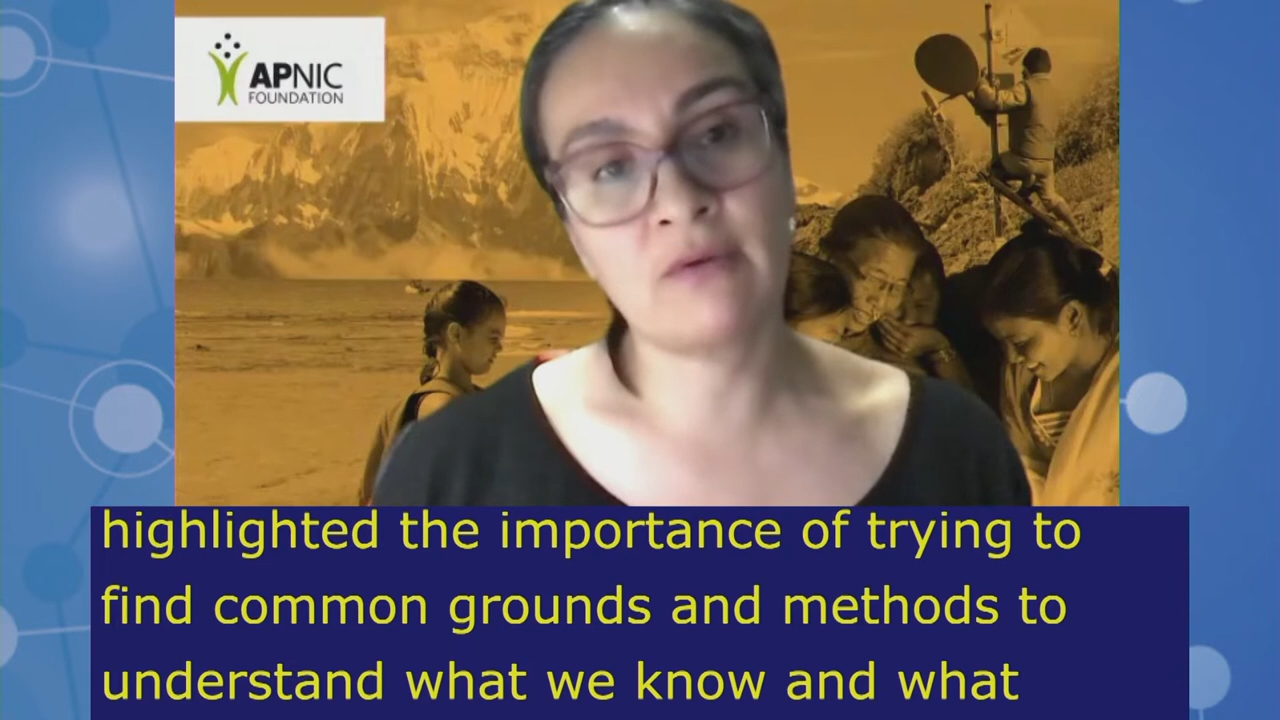 APNIC
FOUNDATION
highlighted the importance of trying to
find common grounds and methods to
understand what we know and what